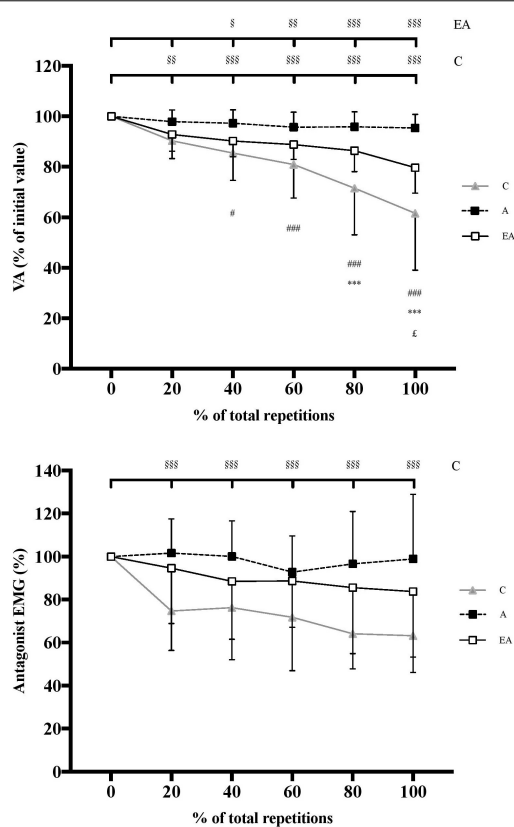 § §§ §§§ §§§ EA
§§ §§§ §§§ §§§ §§§ C
120
100
80
60
40
20
0
VA (% of initial value)
C
A
EA
# ### ### ###
*** ***
£
0 20 40 60 80 100
% of total repetitions
§§§ §§§ §§§ §§§ §§§ C
140
120
100
80
60
40
20
0
Antagonist EMG (%)
C
A
EA
0 20 40 60 80 100
% of total repetitions